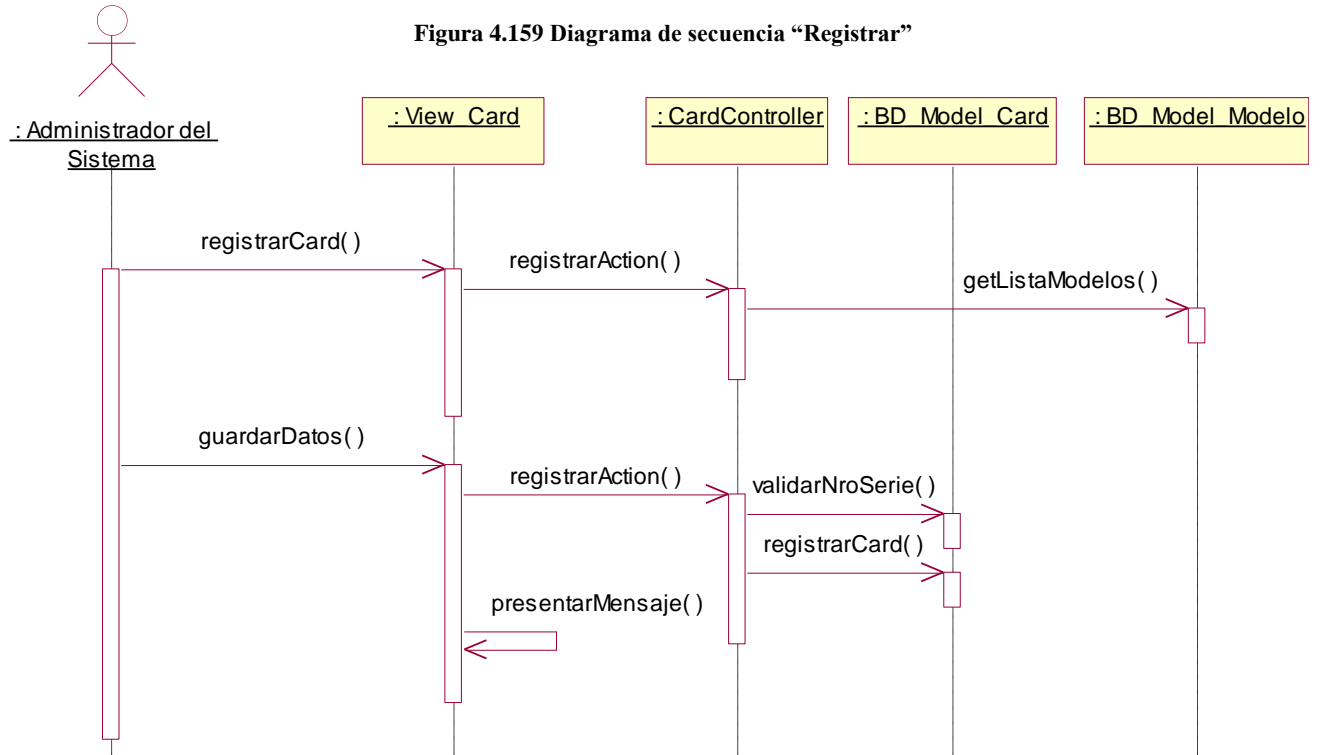 Figura 4.159 Diagrama de secuencia “Registrar”
: Administrador del
Sistema
: View_Card
: CardController
: BD_Model_Card
: BD_Model_Modelo
registrarCard( )
registrarAction( )
getListaModelos( )
guardarDatos( )
registrarAction( )
validarNroSerie( )
registrarCard( )
presentarMensaje( )